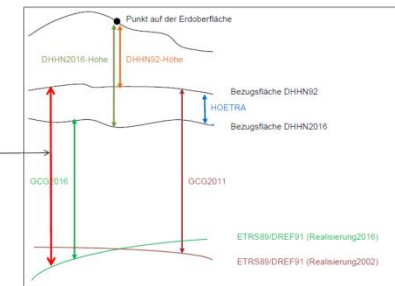 Punkt auf der Erdoberfläche
DHHN2016-Höhe
DHHN92-Höhe
Bezugsfläche DHHN92
HOETRA
Bezugsfläche DHHN2016
GCG2016
GCG2011
ETRS89/DREF91 (Realisierung2016)
ETRS89/DREF91 (Realisierung2002)